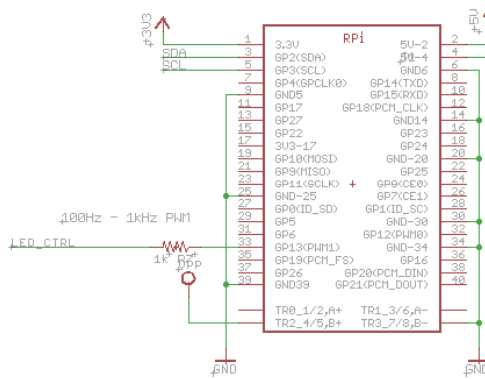 +3V3
+5V
RPi
1 3.3V 5V-2 2
3 GP2(SDA) 5V-4 4
5 GP3(SCL) GND6 6
7 GP4(GPCLK0) GP14(TXD) 8
9 GND5 GP15(RXD) 10
11 GP17 GP18(PCM_CLK) 12
13 GP27 GND14 14
15 GP22 GP23 16
17 3V3-17 GP24 18
19 GP10(MOSI) GND-20 20
21 GP9(MISO) GP25 22
23 GP11(SCLK) GP8(CE0) 24
25 GND-25 GP7(CE1) 26
27 GP0(ID_SD) GP1(ID_SC) 28
29 GP5 GND-30 30
31 GP6 GP12(PWM0) 32
33 GP13(PWM1) GND-34 34
35 GP19(PCM_FS) GP16 36
37 GP26 GP20(PCM_DIN) 38
39 GND39 GP21(PCM_DOUT) 40
TR0_1/2,A+ TR1_3/6,A-
TR2_4/5,B+ TR3_7/8,B-
SDA
SCL
100Hz - 1kHz PWM
LED_CTRL
1k
GND
GND